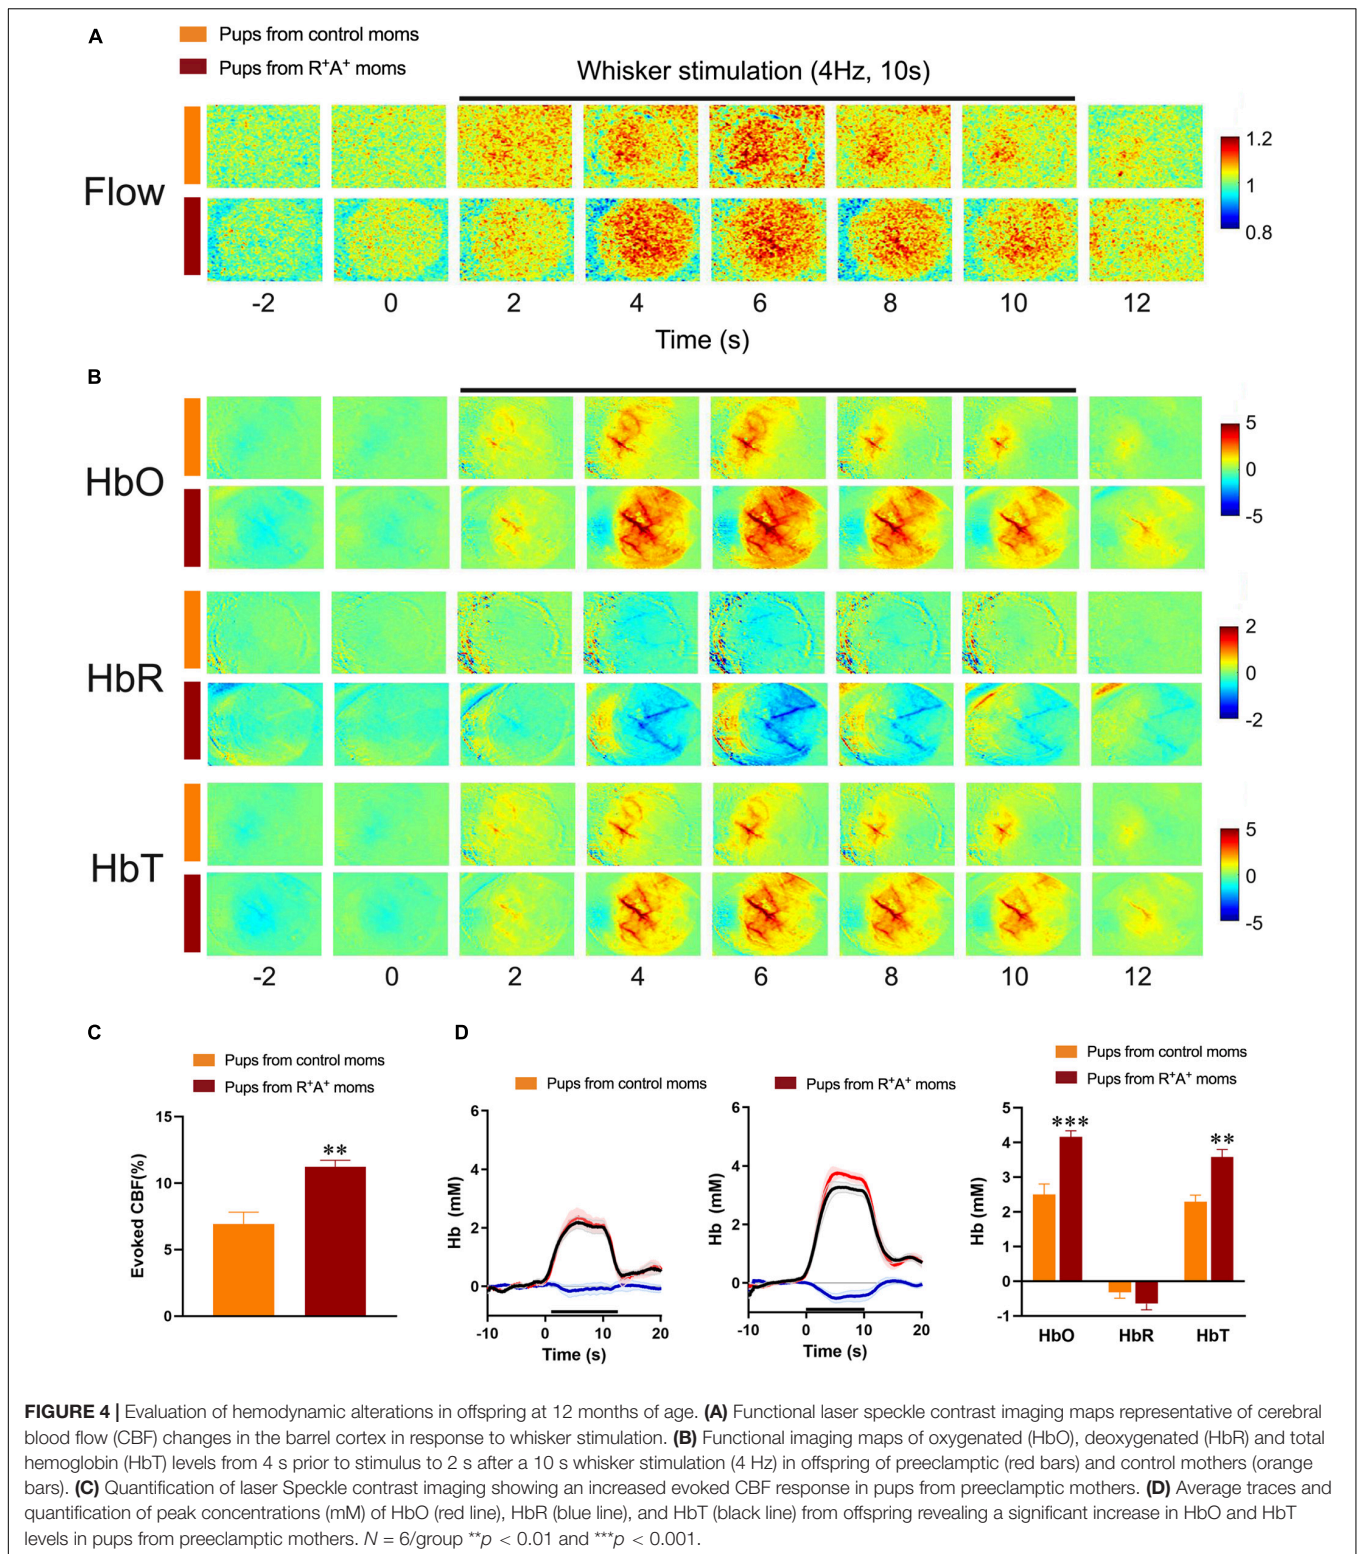 A
Pups from control moms
Pups from R⁺A⁺ moms
Whisker stimulation (4Hz, 10s)
Flow
1.2
1
0.8
-2 0 2 4 6 8 10 12
Time (s)
B
HbO
5
0
-5
HbR
2
0
-2
HbT
5
0
-5
-2 0 2 4 6 8 10 12
C
Pups from control moms
Pups from R⁺A⁺ moms
Evoked CBF(%)
15
10
5
0
**
D
Pups from control moms
Hb (mM)
6
4
2
0
-10 0 10 20
Time (s)
Pups from R⁺A⁺ moms
Hb (mM)
6
4
2
0
-10 0 10 20
Time (s)
Pups from control moms
Pups from R⁺A⁺ moms
Hb (mM)
5
4
3
2
1
0
-1
***
**
HbO HbR HbT
FIGURE 4 | Evaluation of hemodynamic alterations in offspring at 12 months of age. (A) Functional laser speckle contrast imaging maps representative of cerebral
blood flow (CBF) changes in the barrel cortex in response to whisker stimulation. (B) Functional imaging maps of oxygenated (HbO), deoxygenated (HbR) and total
hemoglobin (HbT) levels from 4 s prior to stimulus to 2 s after a 10 s whisker stimulation (4 Hz) in offspring of preeclamptic (red bars) and control mothers (orange
bars). (C) Quantification of laser Speckle contrast imaging showing an increased evoked CBF response in pups from preeclamptic mothers. (D) Average traces and
quantification of peak concentrations (mM) of HbO (red line), HbR (blue line), and HbT (black line) from offspring revealing a significant increase in HbO and HbT
levels in pups from preeclamptic mothers. N = 6/group **p < 0.01 and ***p < 0.001.